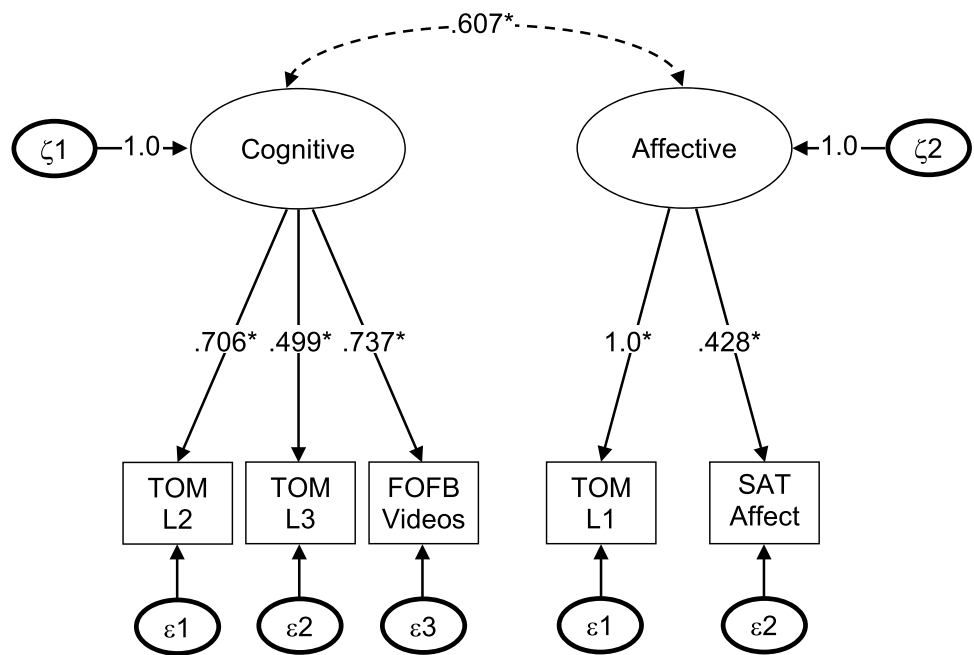 .607*
ζ1
1.0
Cognitive
Affective
1.0
ζ2
.706*
.499*
.737*
1.0*
.428*
TOM
L2
TOM
L3
FOFB
Videos
TOM
L1
SAT
Affect
ε1
ε2
ε3
ε1
ε2